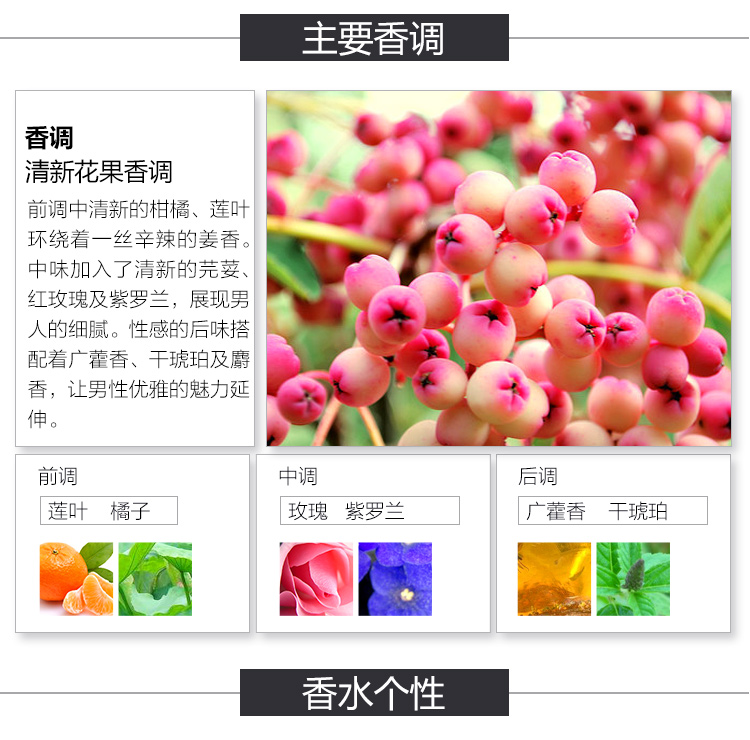 主要香调
香调
清新花果香调
前调中清新的柑橘、莲叶
环绕着一丝辛辣的姜香。
中味加入了清新的芫荽、
红玫瑰及紫罗兰，展现男
人的细腻。性感的后味搭
配着广藿香、干琥珀及麝
香，让男性优雅的魅力延
伸。
前调
莲叶 橘子
中调
玫瑰 紫罗兰
后调
广藿香 干琥珀
香水个性